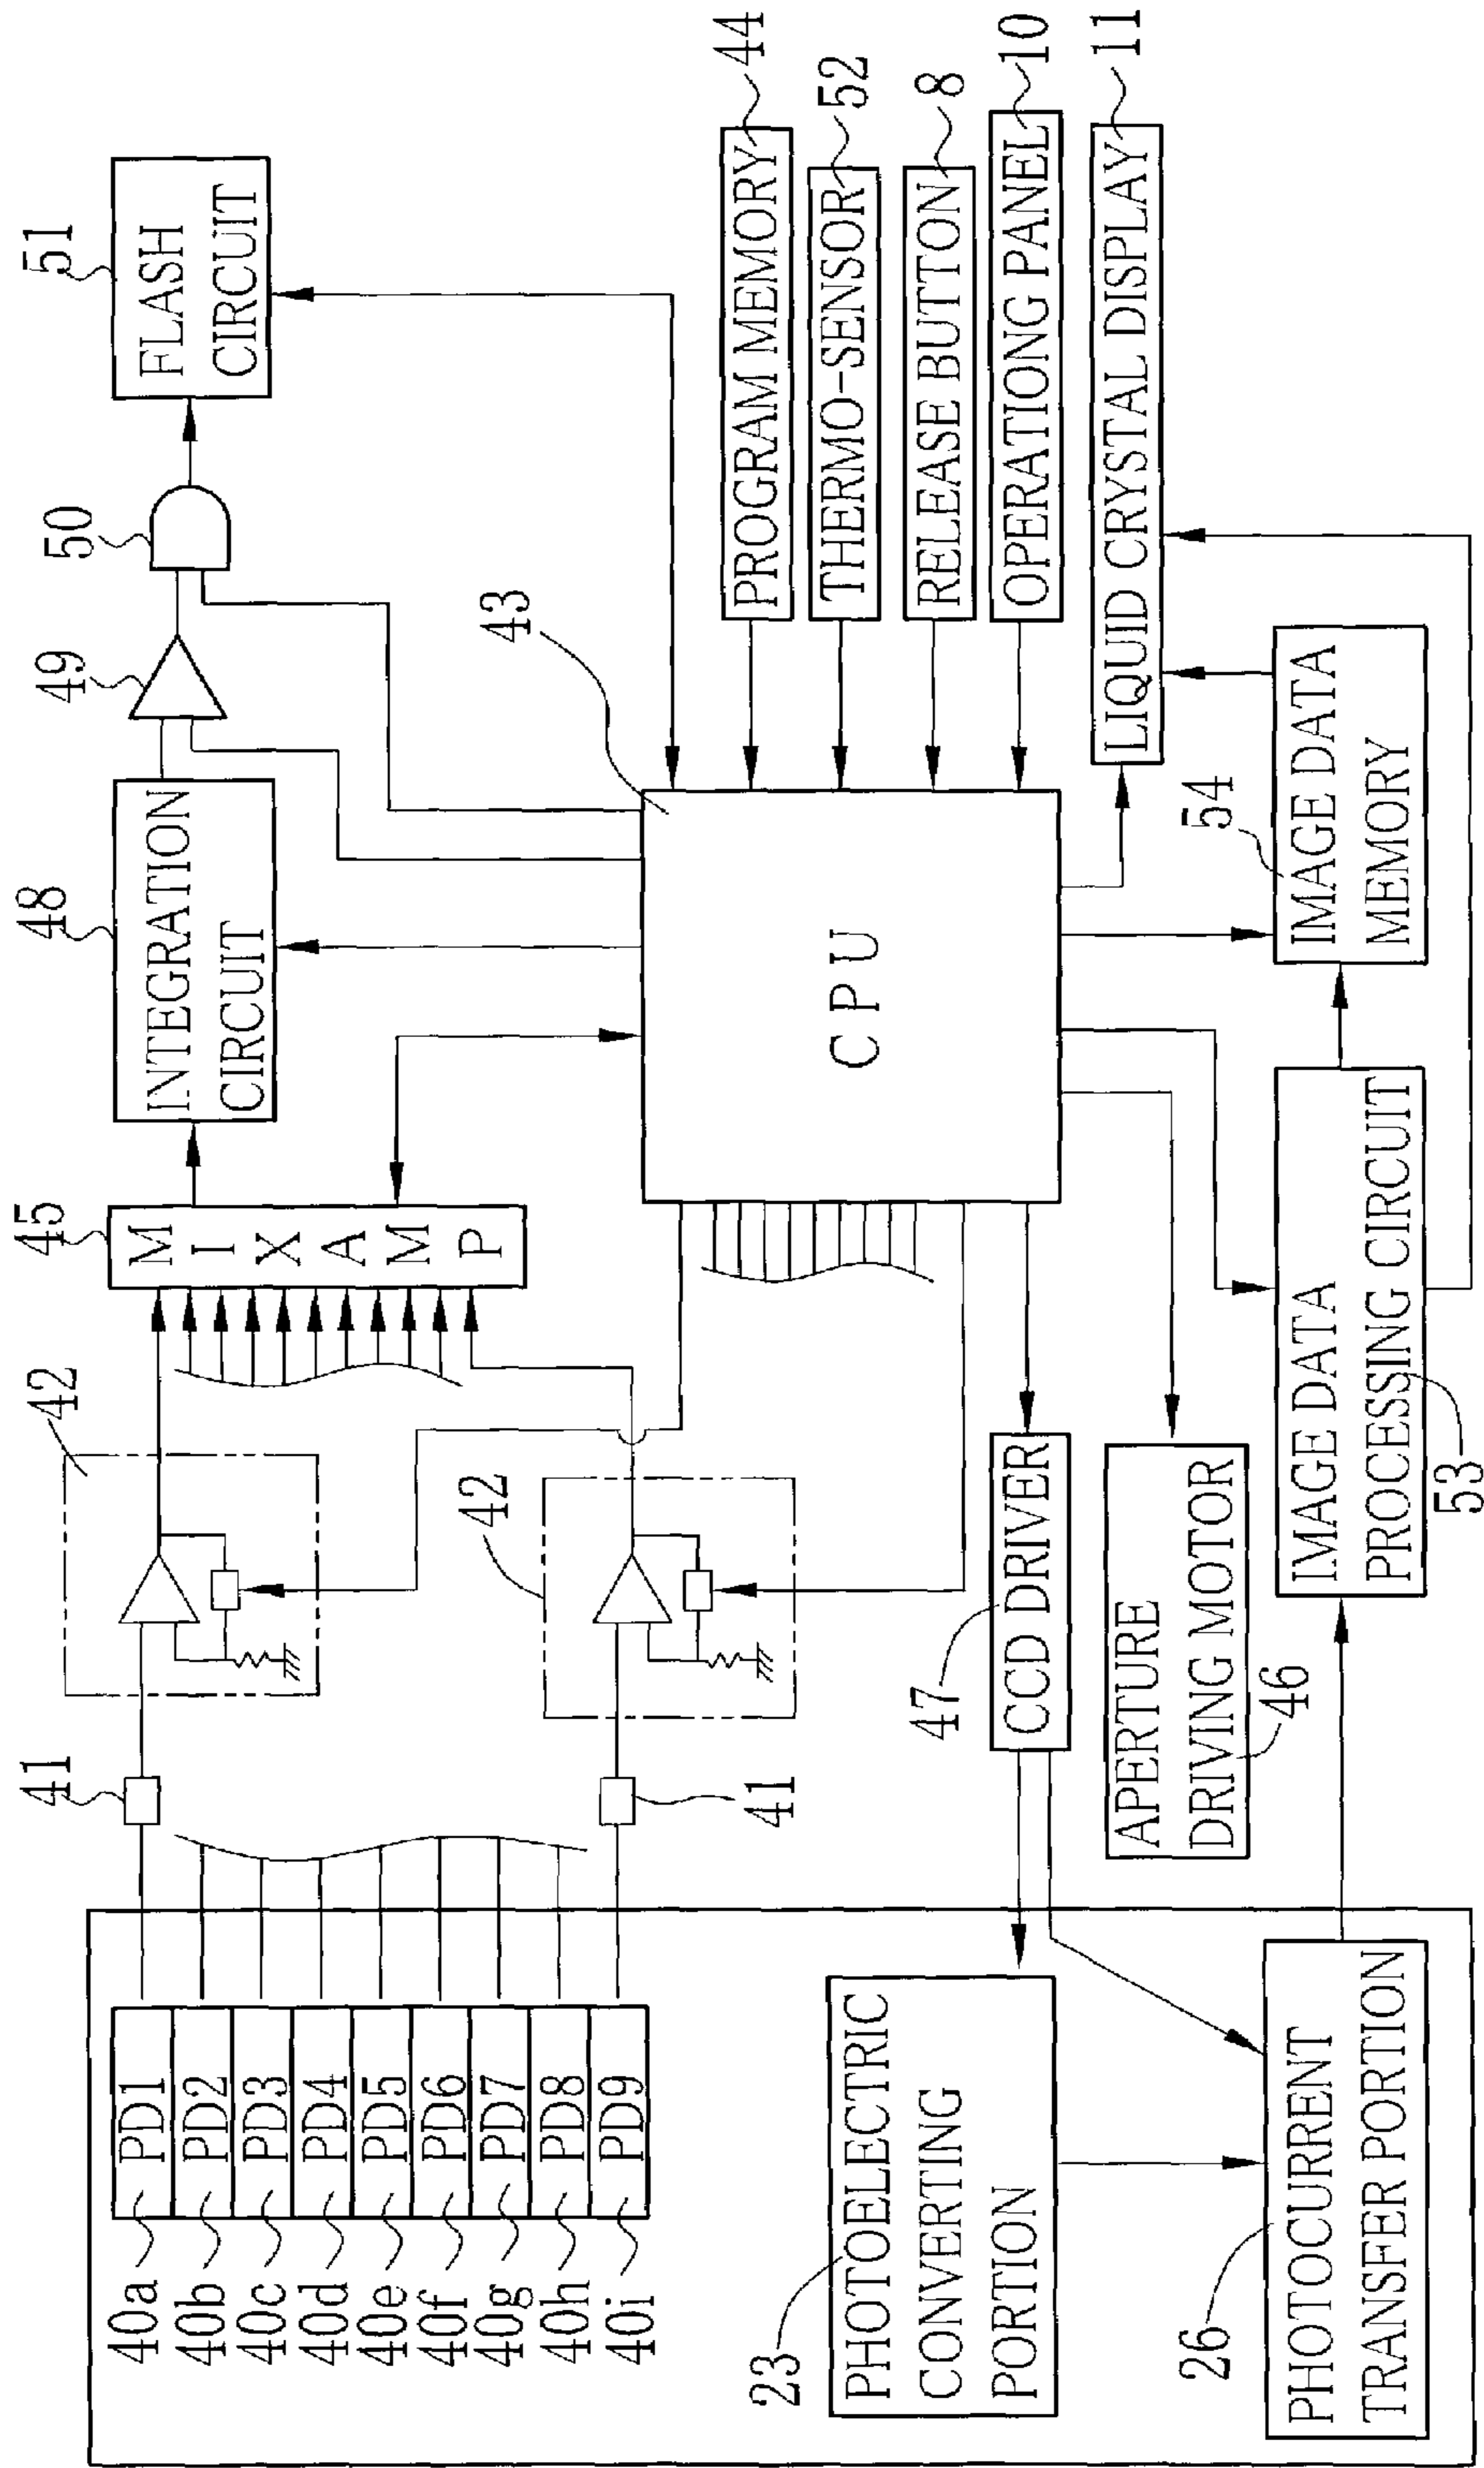 51
FLASH
CIRCUIT
50
49
48
INTEGRATION
CIRCUIT
45
MIXAMP
42
41
40a PD1
40b PD2
40c PD3
40d PD4
40e PD5
40f PD6
40g PD7
40h PD8
40i PD9
41
42
43
CPU
PROGRAM MEMORY 44
THERMO-SENSOR 52
RELEASE BUTTON 8
OPERATIONG PANEL 10
LIQUID CRYSTAL DISPLAY 11
54
IMAGE DATA
MEMORY
IMAGE DATA
PROCESSING CIRCUIT
53
47
CCD DRIVER
APERTURE
DRIVING MOTOR
46
23
PHOTOELECTRIC
CONVERTING
PORTION
26
PHOTOCURRENT
TRANSFER PORTION